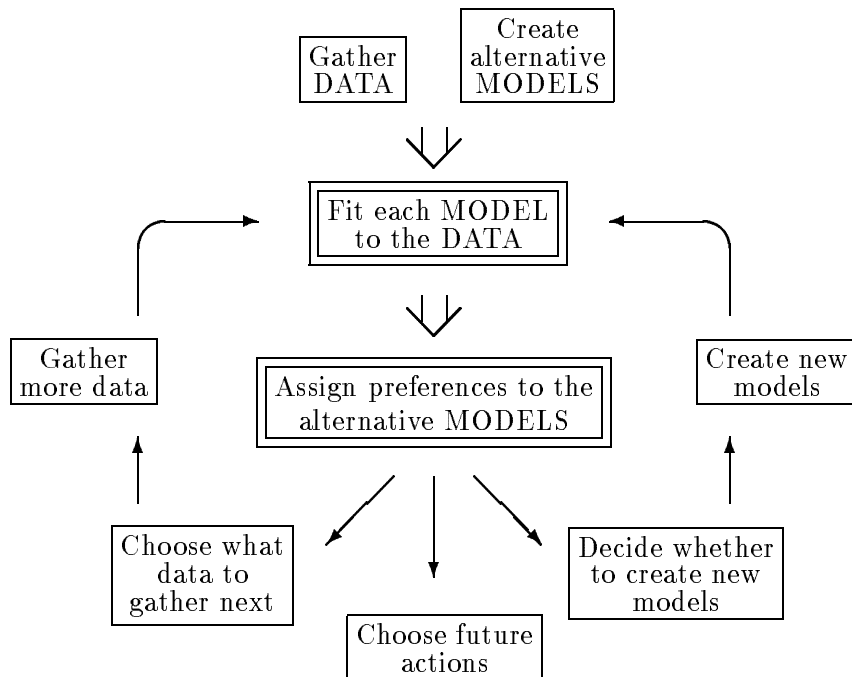 Gather
DATA
Create
alternative
MODELS
Fit each MODEL
to the DATA
Gather
more data
Assign preferences to the
alternative MODELS
Create new
models
Choose what
data to
gather next
Choose future
actions
Decide whether
to create new
models